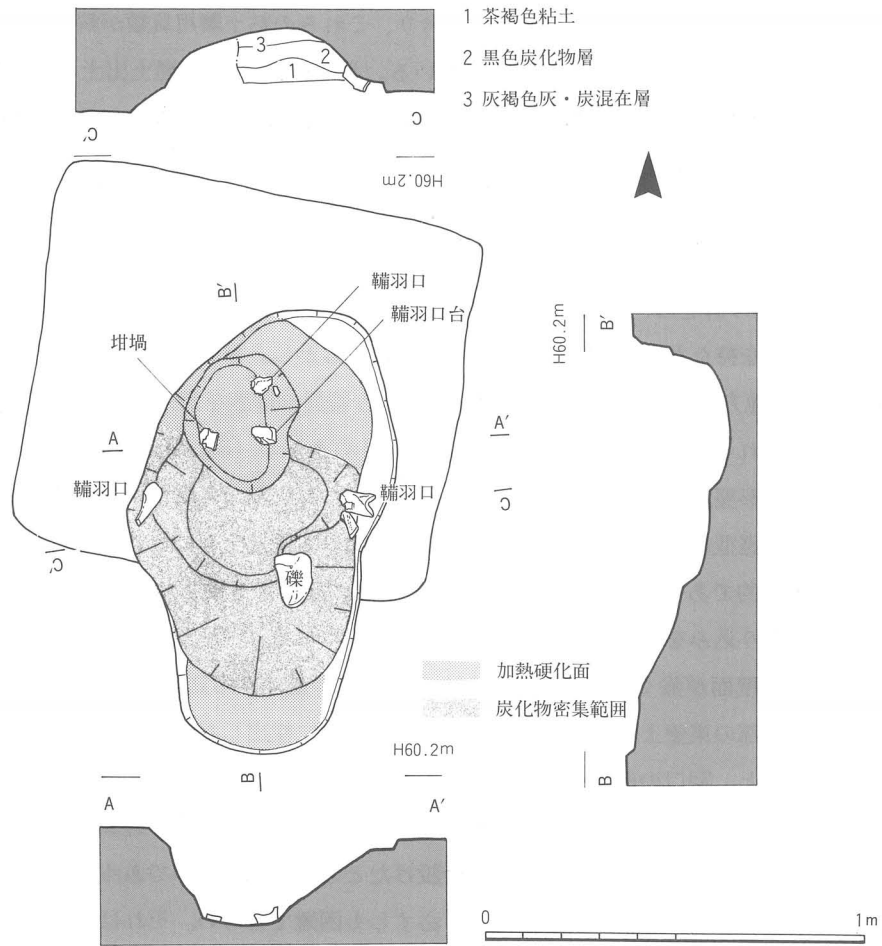 1 茶褐色粘土
2 黒色炭化物層
3 灰褐色灰・炭混在層
3
2
1
C′
C
H60.2m
B′
鞴羽口
鞴羽口台
坩堝
A
A′
鞴羽口
鞴羽口
C
C′
礫
H60.2m
B′
B
加熱硬化面
炭化物密集範囲
H60.2m
B
A
A′
0
1m